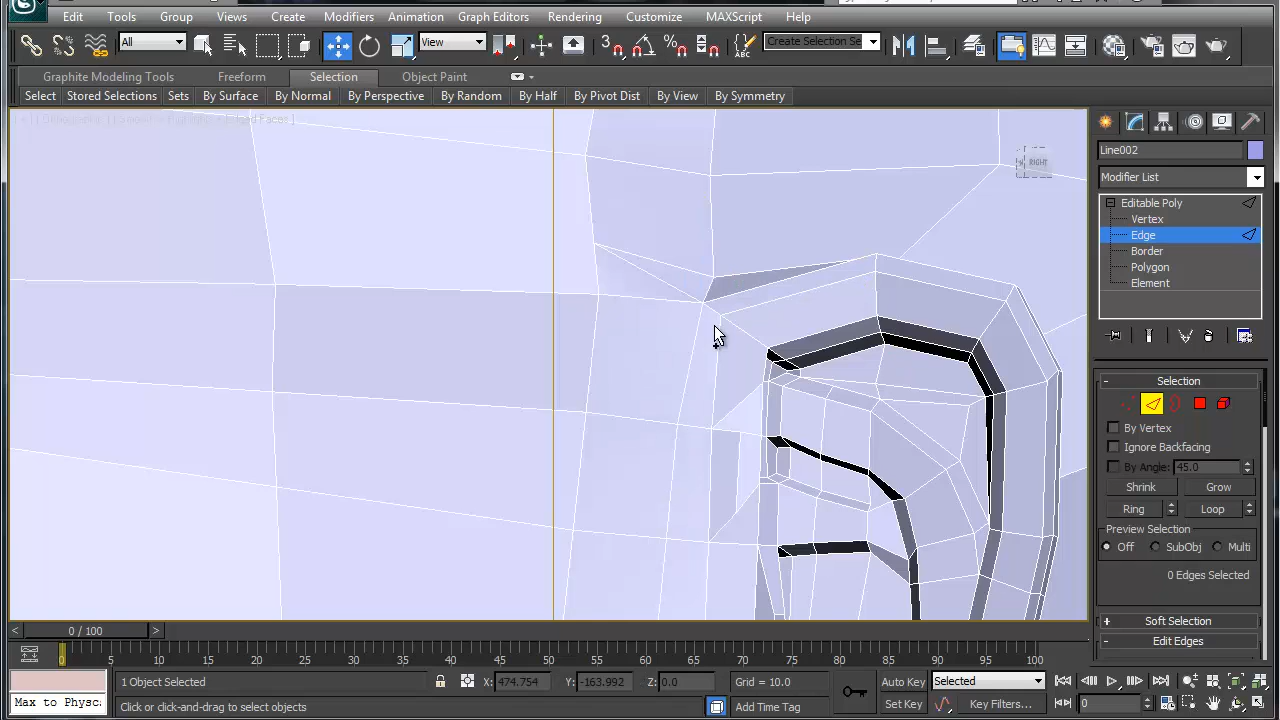 Edit Tools Group Views Create Modifiers Animation Graph Editors Rendering Customize MAXScript Help
All View 3 ABC Create Selection Se
Graphite Modeling Tools Freeform Selection Object Paint
Select Stored Selections Sets By Surface By Normal By Perspective By Random By Half By Pivot Dist By View By Symmetry
RIGHT
Line002
Modifier List
Editable Poly
Vertex
Edge
Border
Polygon
Element
- Selection
By Vertex
Ignore Backfacing
By Angle: 45.0
Shrink Grow
Ring Loop
Preview Selection
Off SubObj Multi
0 Edges Selected
+ Soft Selection
- Edit Edges
< 0 / 100 >
0 5 10 15 20 25 30 35 40 45 50 55 60 65 70 75 80 85 90 95 100
1 Object Selected X: 474.754 Y: -163.992 Z: 0.0 Grid = 10.0 Auto Key Selected
Max to Physc Click or click-and-drag to select objects Add Time Tag Set Key Key Filters... 0